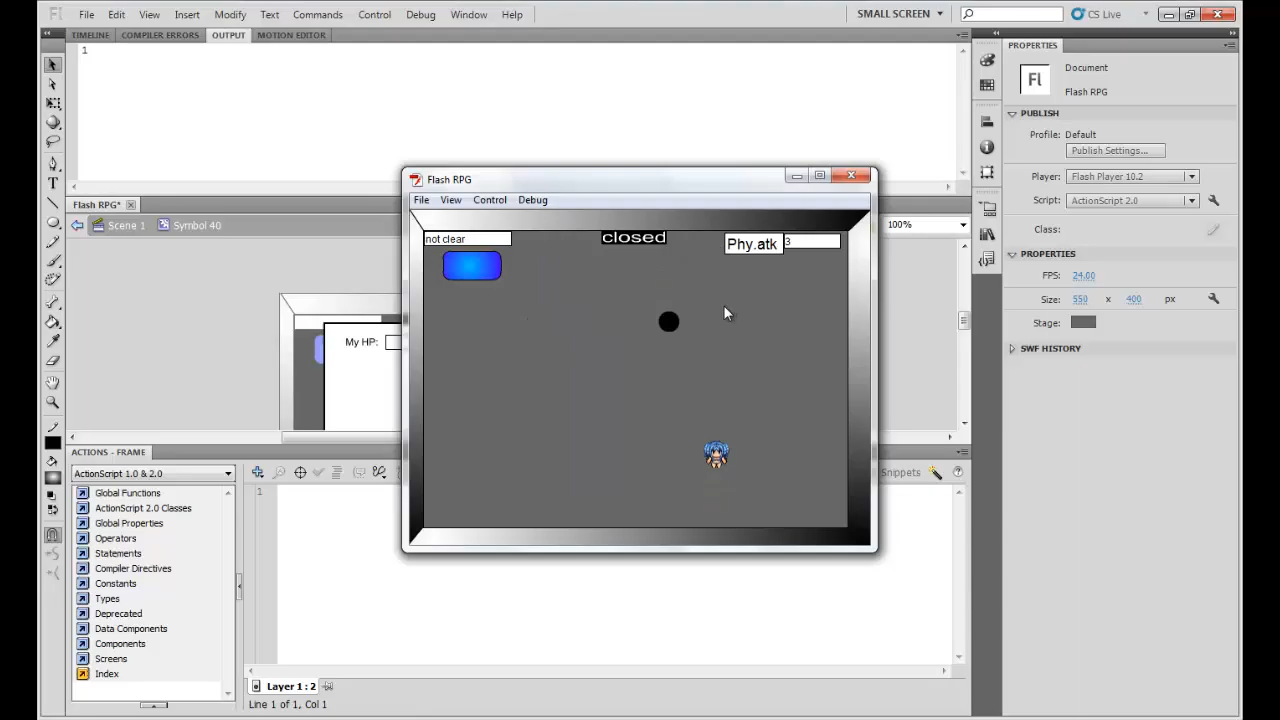 Fl File Edit View Insert Modify Text Commands Control Debug Window Help SMALL SCREEN CS Live
TIMELINE COMPILER ERRORS OUTPUT MOTION EDITOR
1
PROPERTIES
Fl
Document
Flash RPG
PUBLISH
Profile: Default
Publish Settings...
Player: Flash Player 10.2
Script: ActionScript 2.0
Class:
PROPERTIES
FPS: 24.00
Size: 550 x 400 px
Stage:
SWF HISTORY
Flash RPG*
Scene 1 Symbol 40 100%
My HP:
Flash RPG
File View Control Debug
not clear
closed
Phy.atk 3
ACTIONS - FRAME
ActionScript 1.0 & 2.0
Snippets
Global Functions
ActionScript 2.0 Classes
Global Properties
Operators
Statements
Compiler Directives
Constants
Types
Deprecated
Data Components
Components
Screens
Index
1
Layer 1 : 2
Line 1 of 1, Col 1